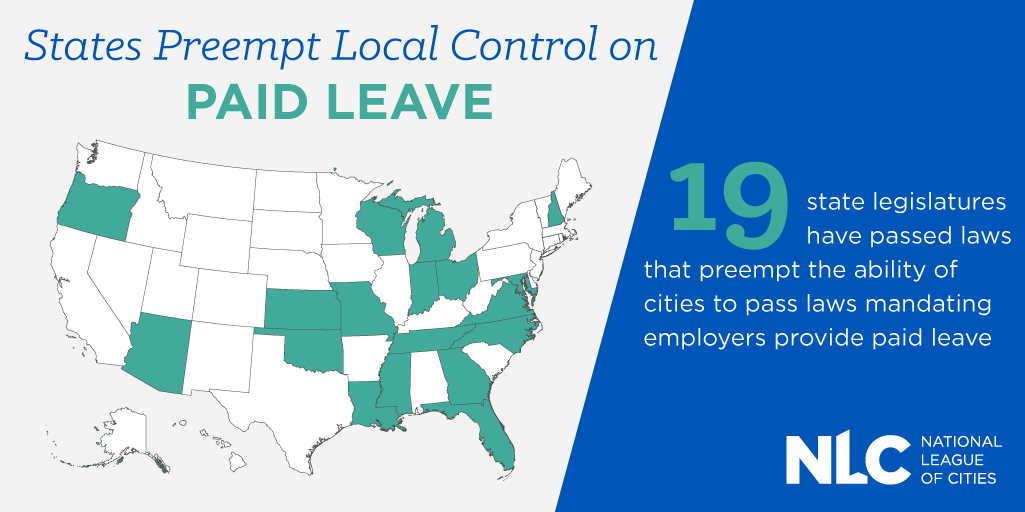 States Preempt Local Control on
PAID LEAVE
19
state legislatures
have passed laws
that preempt the ability of
cities to pass laws mandating
employers provide paid leave
NLC
NATIONAL
LEAGUE
OF CITIES